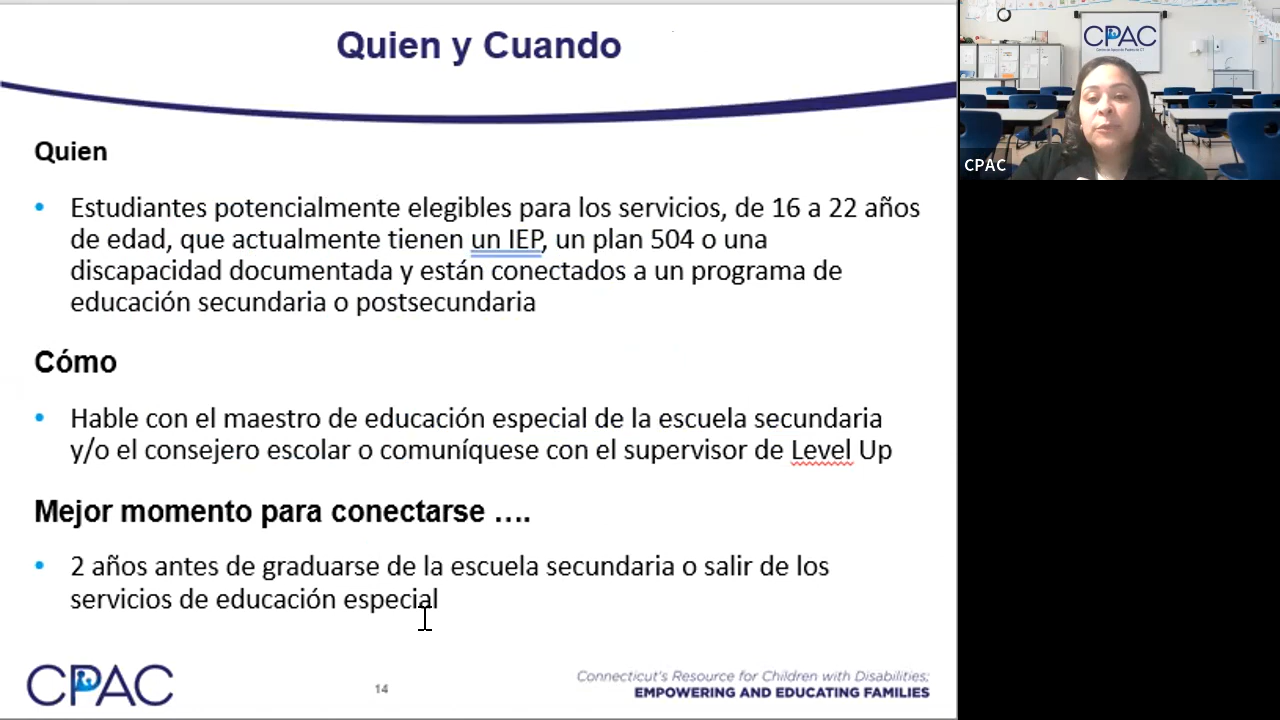 Quien y Cuando
Quien
• Estudiantes potencialmente elegibles para los servicios, de 16 a 22 años
de edad, que actualmente tienen un IEP, un plan 504 o una
discapacidad documentada y están conectados a un programa de
educación secundaria o postsecundaria
Cómo
• Hable con el maestro de educación especial de la escuela secundaria
y/o el consejero escolar o comuníquese con el supervisor de Level Up
Mejor momento para conectarse ….
• 2 años antes de graduarse de la escuela secundaria o salir de los
servicios de educación especial
CPAC
14
Connecticut's Resource for Children with Disabilities;
EMPOWERING AND EDUCATING FAMILIES
CPAC
CPAC